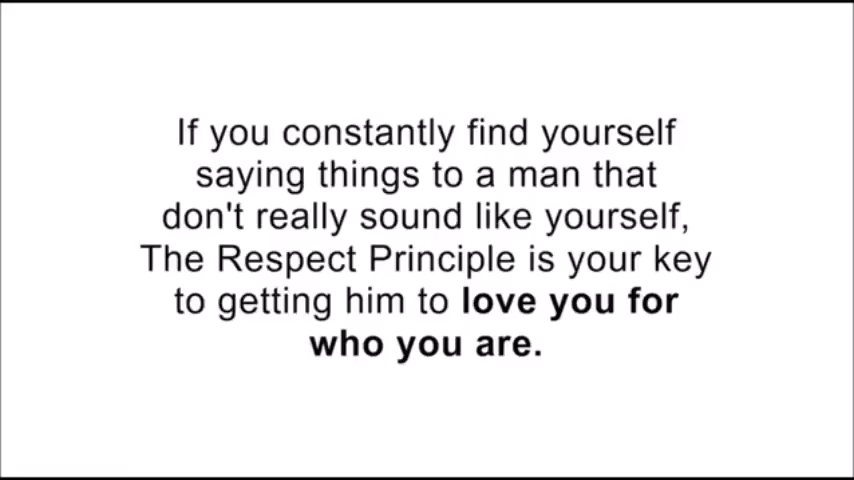 If you constantly find yourself
saying things to a man that
don't really sound like yourself,
The Respect Principle is your key
to getting him to love you for
who you are.